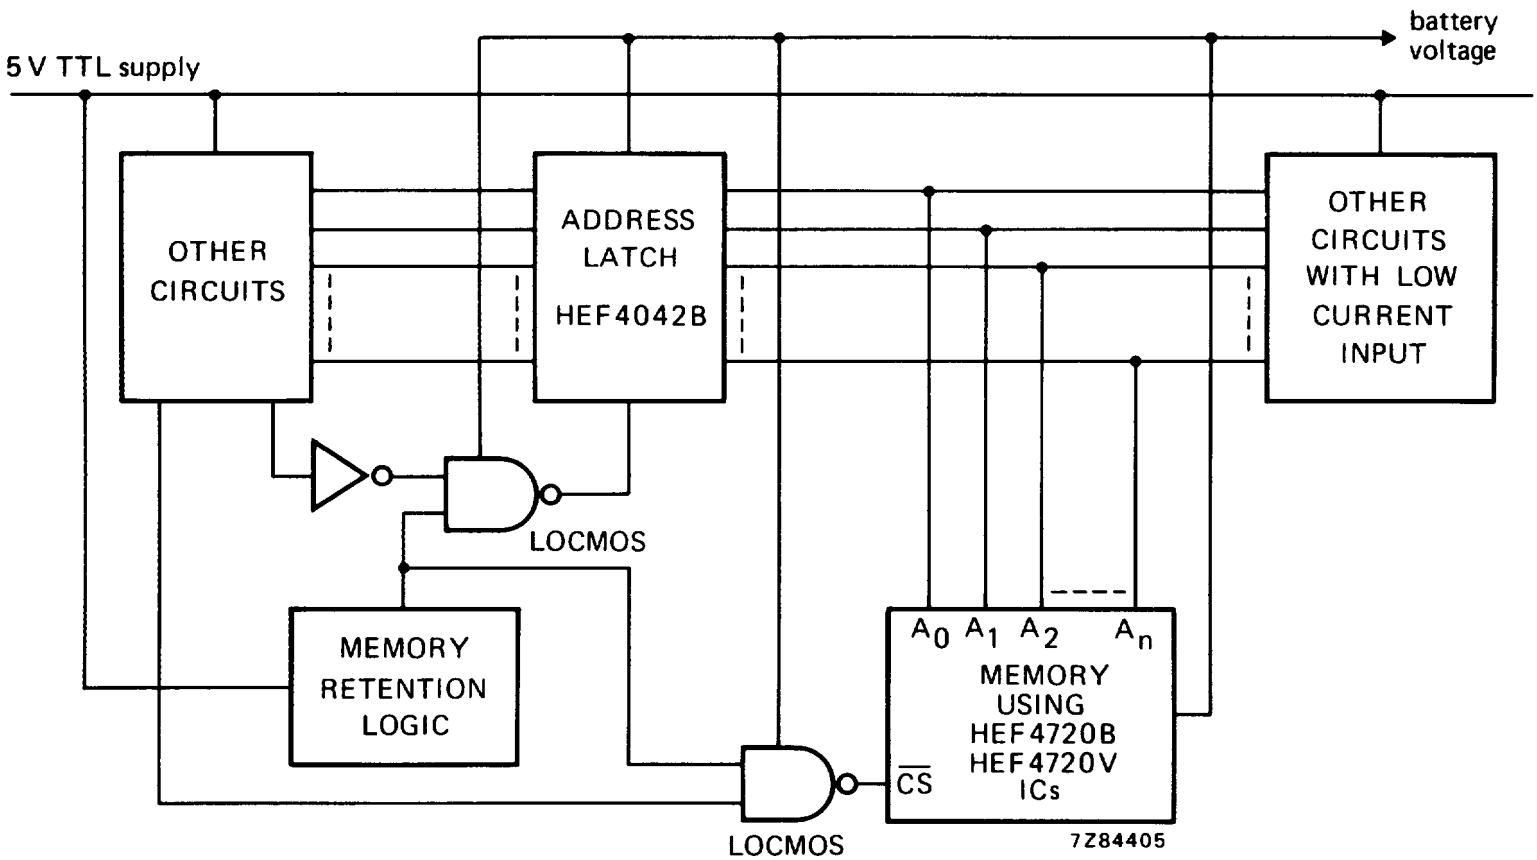 battery
voltage
5 V TTL supply
OTHER
CIRCUITS
ADDRESS
LATCH
HEF4042B
OTHER
CIRCUITS
WITH LOW
CURRENT
INPUT
LOCMOS
MEMORY
RETENTION
LOGIC
A0 A1 A2 An
MEMORY
USING
HEF4720B
HEF4720V
ICs
C̅S̅
LOCMOS
7Z84405